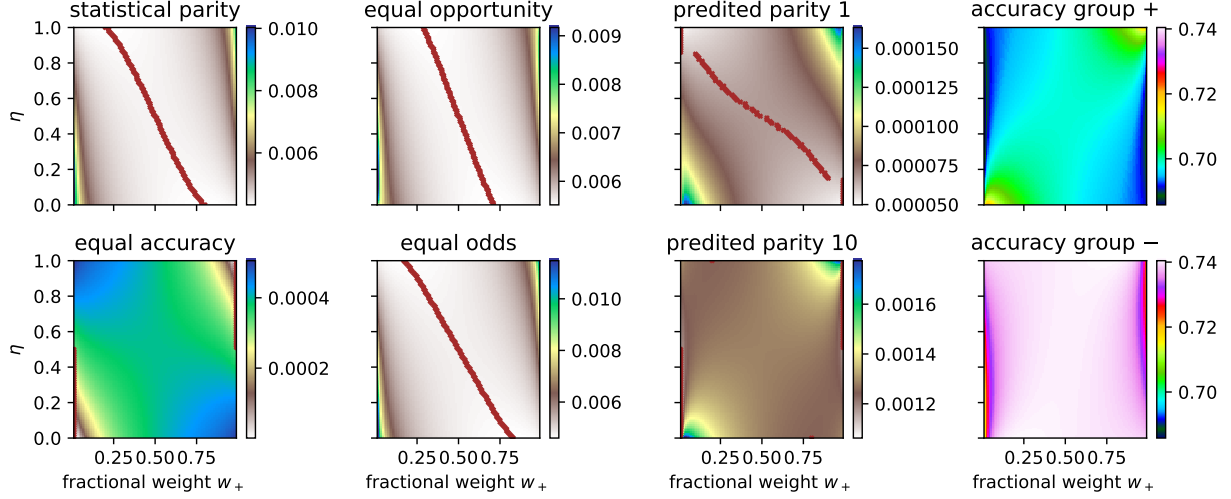 statistical parity
equal opportunity
predited parity 1
accuracy group +
1.0
0.8
0.6
0.4
0.2
0.0
η
0.010
0.008
0.006
0.009
0.008
0.007
0.006
0.000150
0.000125
0.000100
0.000075
0.000050
0.74
0.72
0.70
equal accuracy
equal odds
predited parity 10
accuracy group −
1.0
0.8
0.6
0.4
0.2
0.0
η
0.0004
0.0002
0.010
0.008
0.006
0.0016
0.0014
0.0012
0.74
0.72
0.70
0.25 0.50 0.75
0.25 0.50 0.75
0.25 0.50 0.75
0.25 0.50 0.75
fractional weight w+
fractional weight w+
fractional weight w+
fractional weight w+